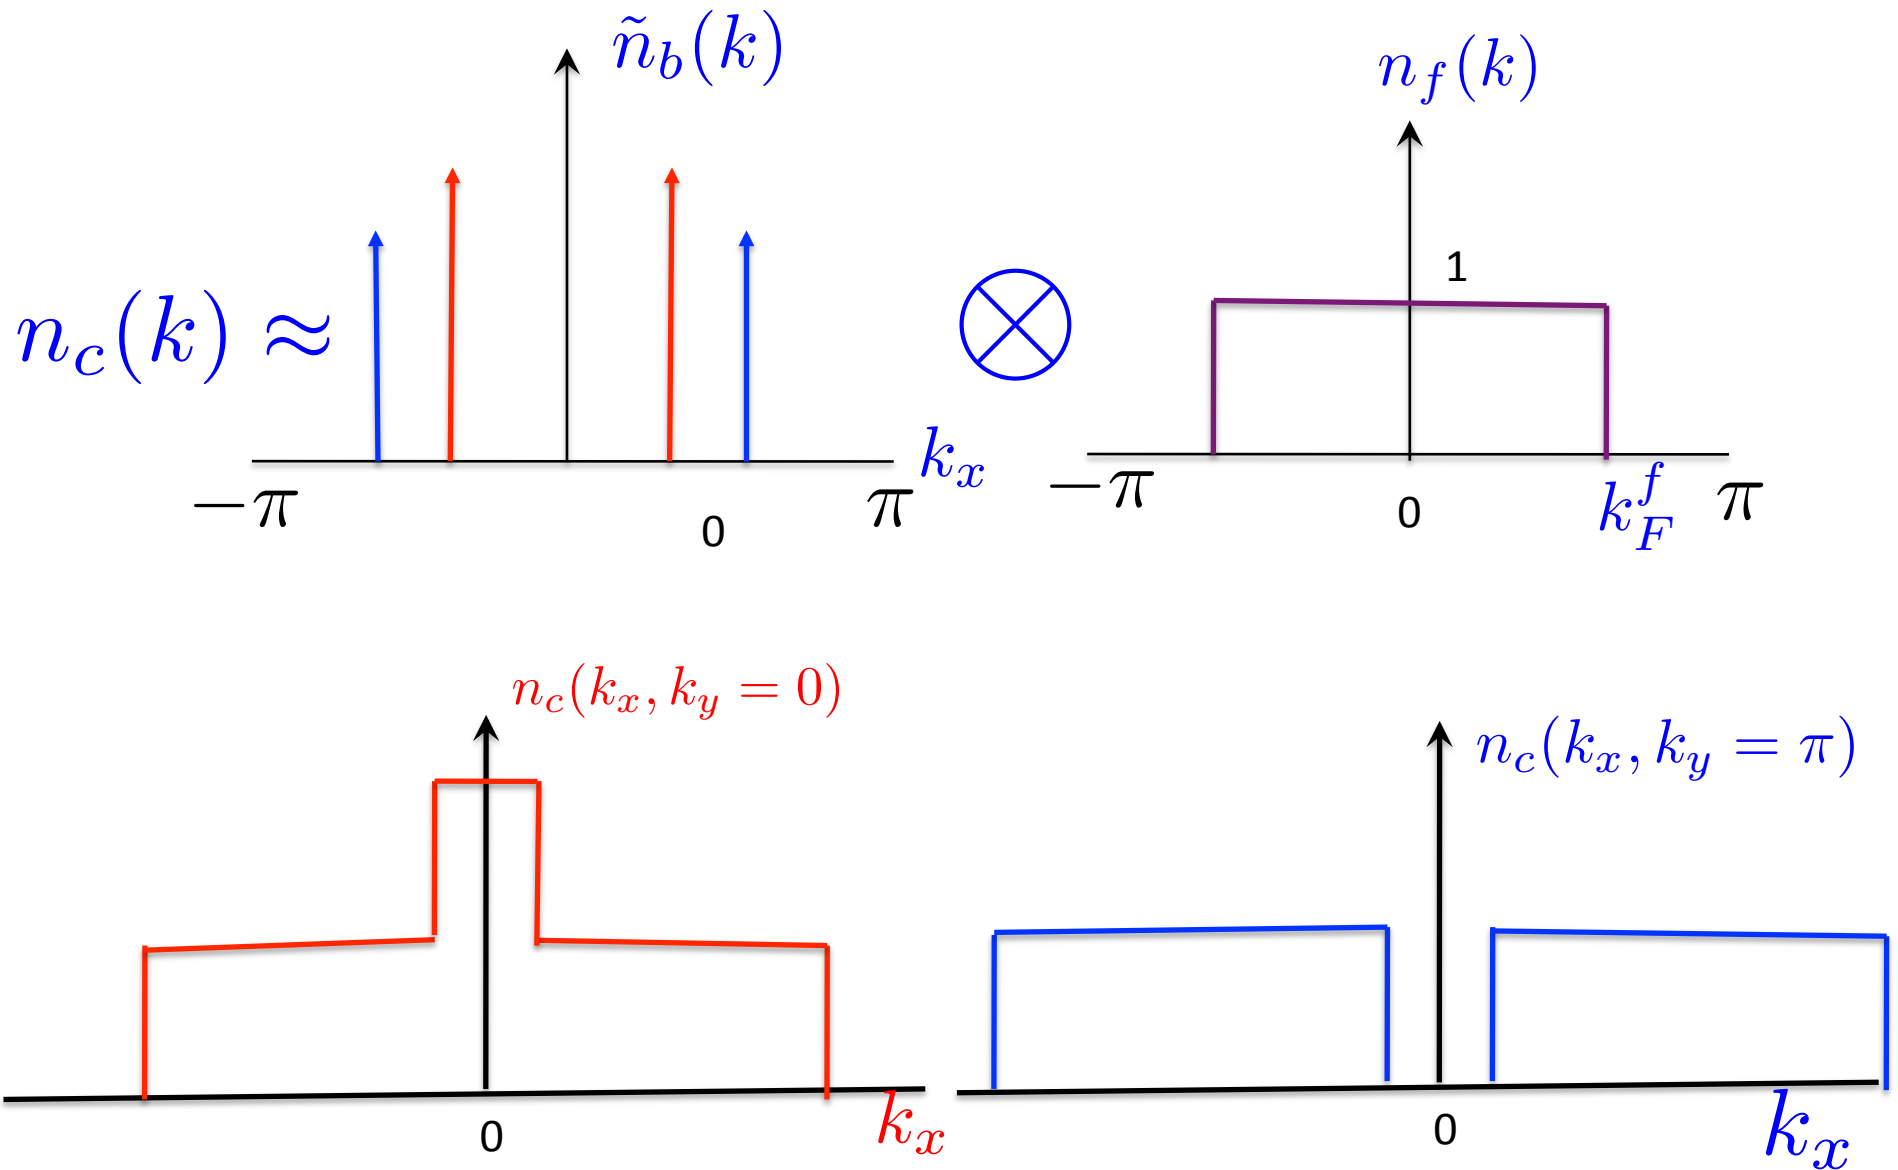 ñ_b(k)
n_f(k)
1
n_c(k) ≈
⊗
k_x
−π
0
π
−π
0
k_F^f
π
n_c(k_x, k_y = 0)
n_c(k_x, k_y = π)
0
k_x
0
k_x